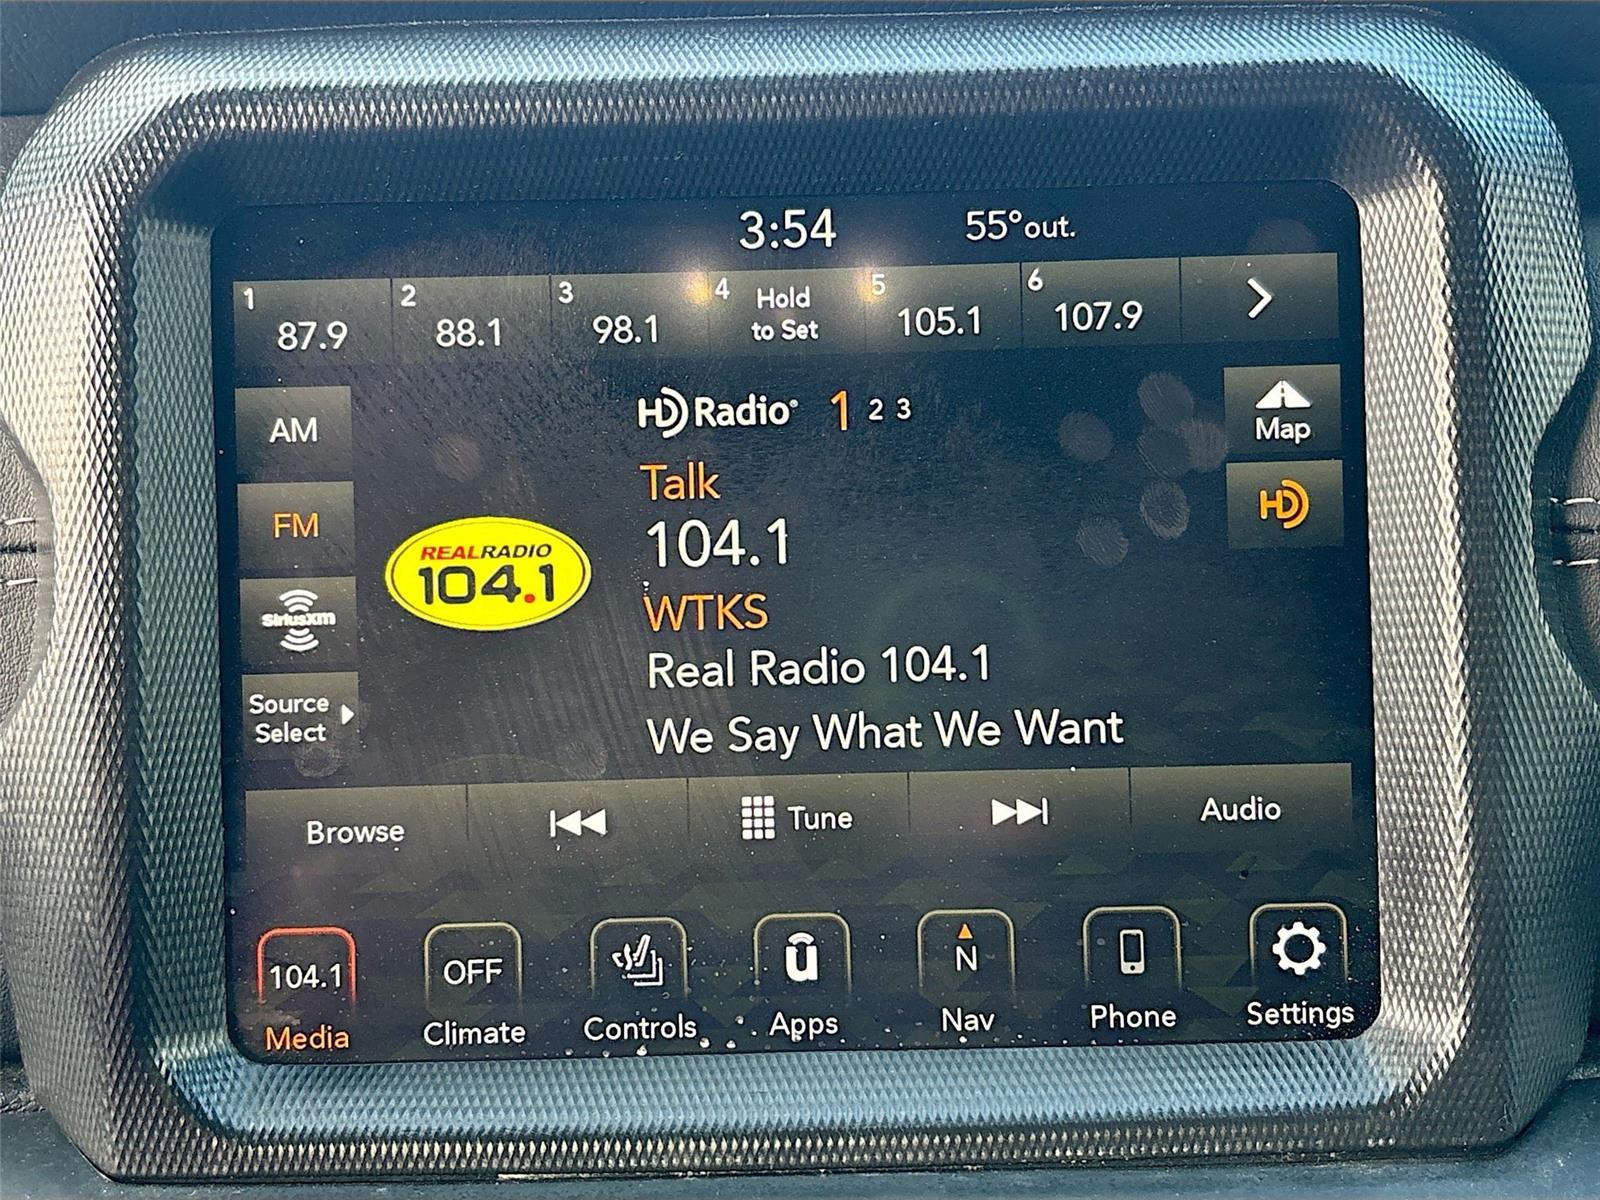 3:54 55° out.
1 2 3 4 Hold 5 6
87.9 88.1 98.1 to Set 105.1 107.9
HD Radio® 1 2 3
Map
AM
Talk
HD
FM
104.1
REALRADIO
104.1
WTKS
SiriusXM
Real Radio 104.1
Source
Select
We Say What We Want
Browse Tune Audio
104.1 OFF u N
Media Climate Controls Apps Nav Phone Settings